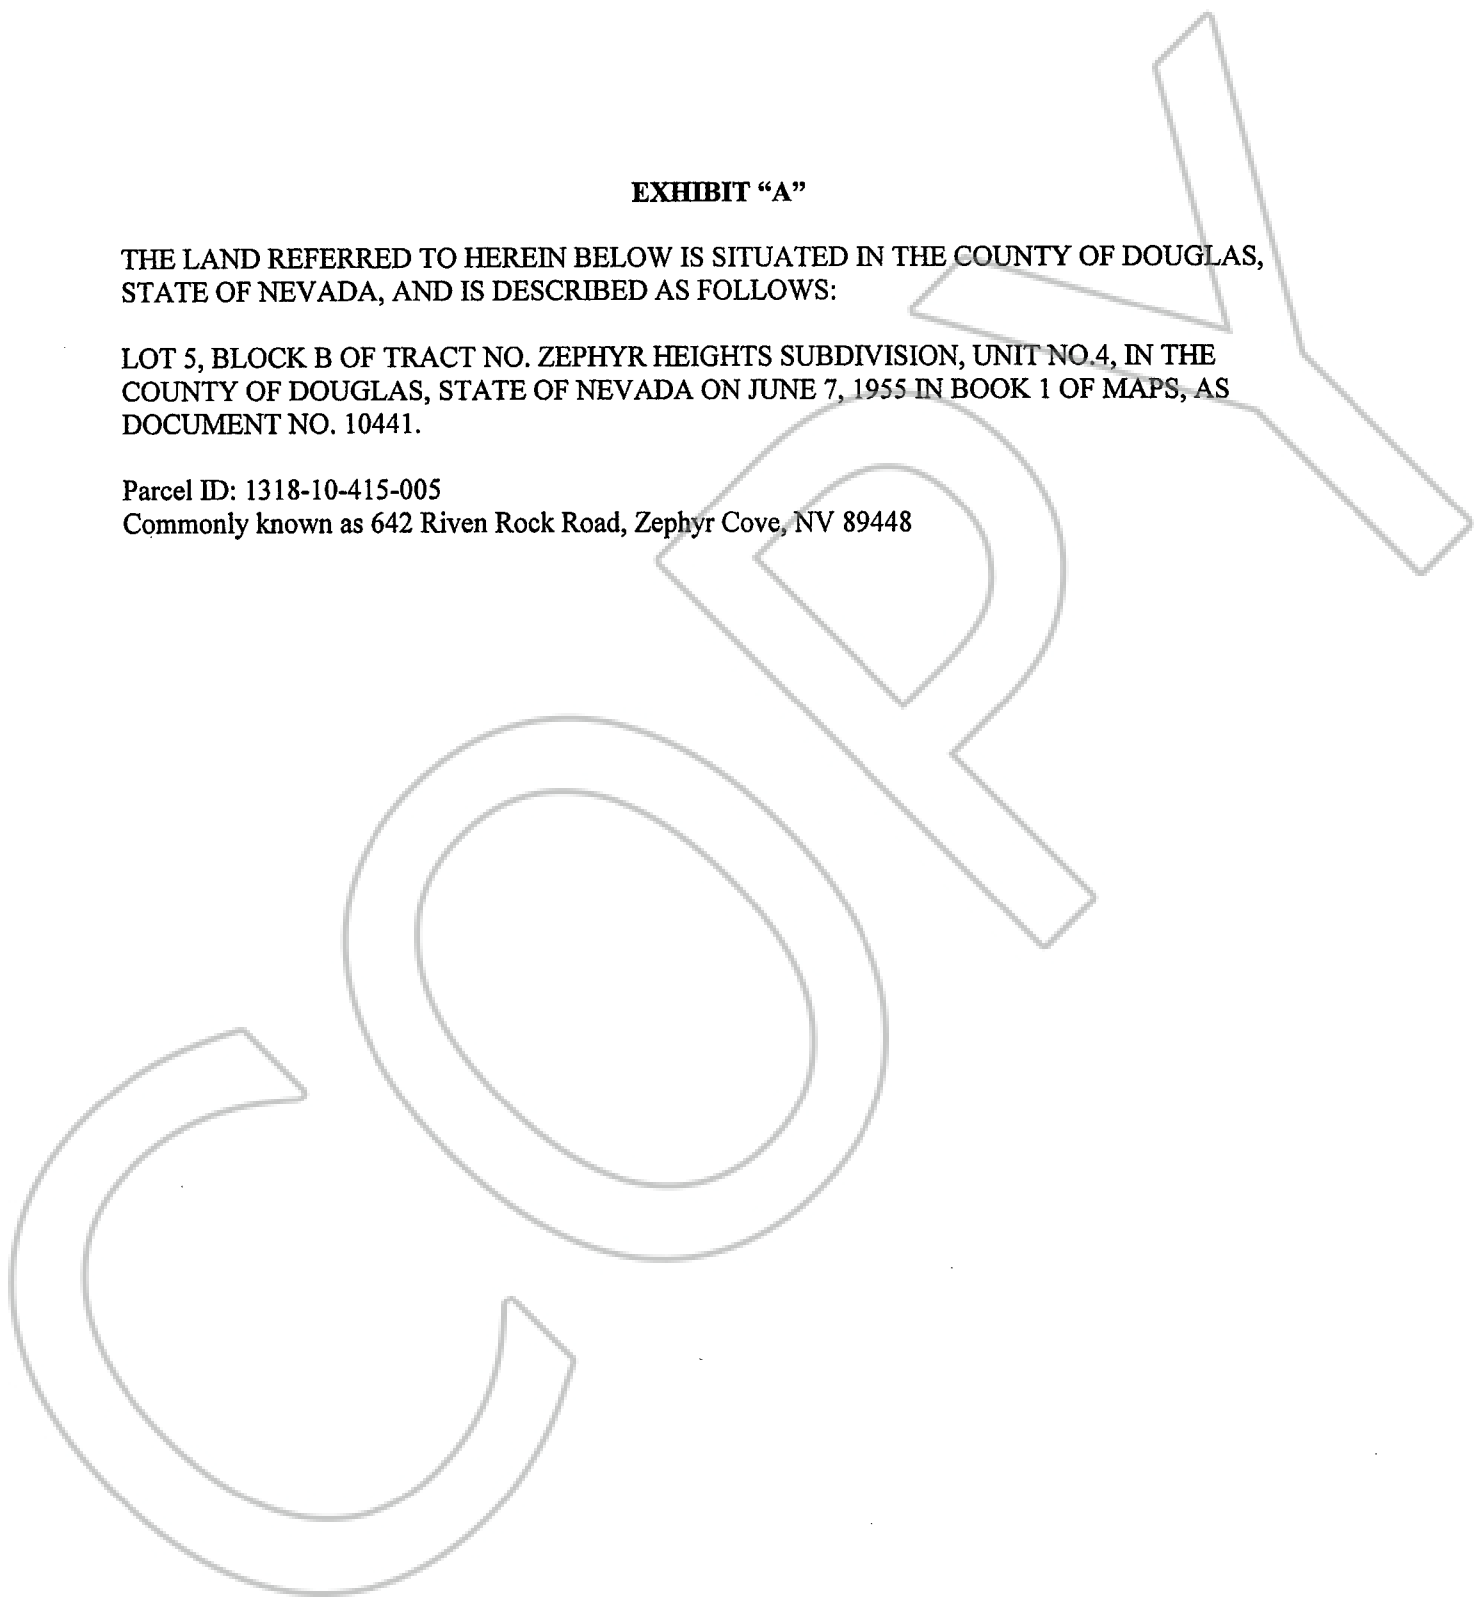 EXHIBIT “A”
THE LAND REFERRED TO HEREIN BELOW IS SITUATED IN THE COUNTY OF DOUGLAS,
STATE OF NEVADA, AND IS DESCRIBED AS FOLLOWS:
LOT 5, BLOCK B OF TRACT NO. ZEPHYR HEIGHTS SUBDIVISION, UNIT NO.4, IN THE
COUNTY OF DOUGLAS, STATE OF NEVADA ON JUNE 7, 1955 IN BOOK 1 OF MAPS, AS
DOCUMENT NO. 10441.
Parcel ID: 1318-10-415-005
Commonly known as 642 Riven Rock Road, Zephyr Cove, NV 89448
COPY